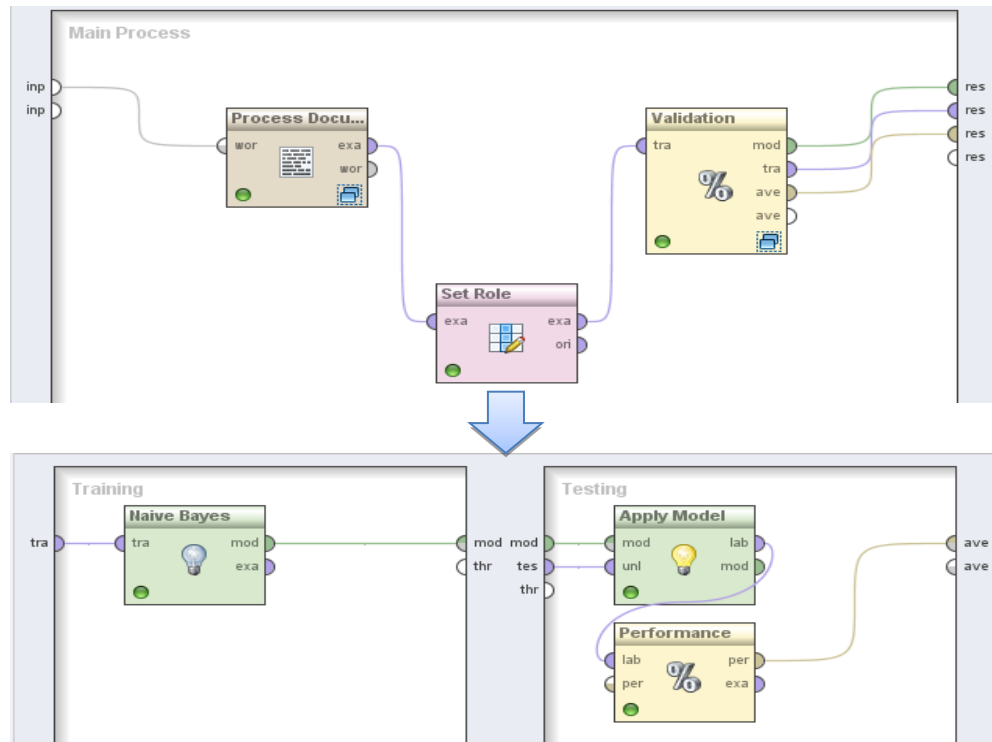 Main Process
inp
inp
Process Docu...
wor exa
wor
Set Role
exa exa
ori
Validation
tra mod
tra
ave
ave
res
res
res
res
Training
tra
Naive Bayes
tra mod
exa
mod mod
thr tes
thr
Testing
Apply Model
mod lab
unl mod
Performance
lab per
per exa
ave
ave